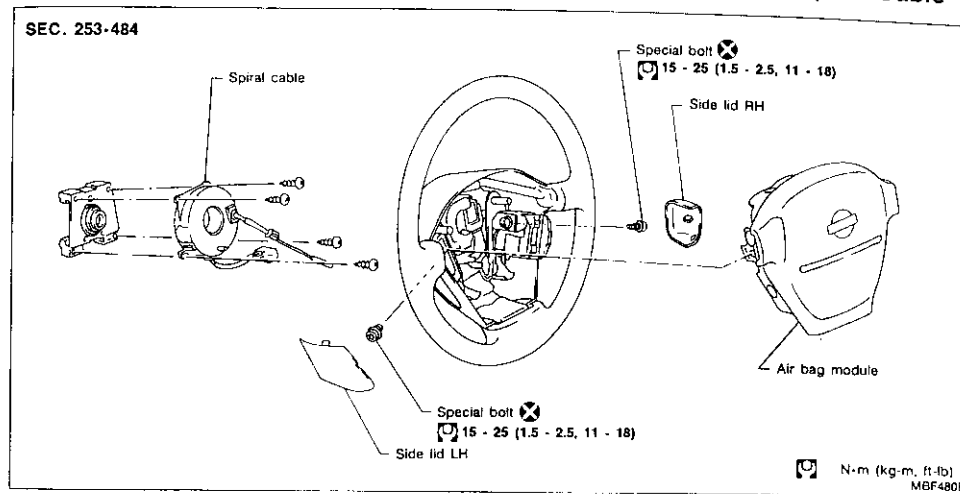 SEC. 253-484
Special bolt
15 - 25 (1.5 - 2.5, 11 - 18)
Spiral cable
Side lid RH
Air bag module
Special bolt
15 - 25 (1.5 - 2.5, 11 - 18)
Side lid LH
N·m (kg-m, ft-lb)